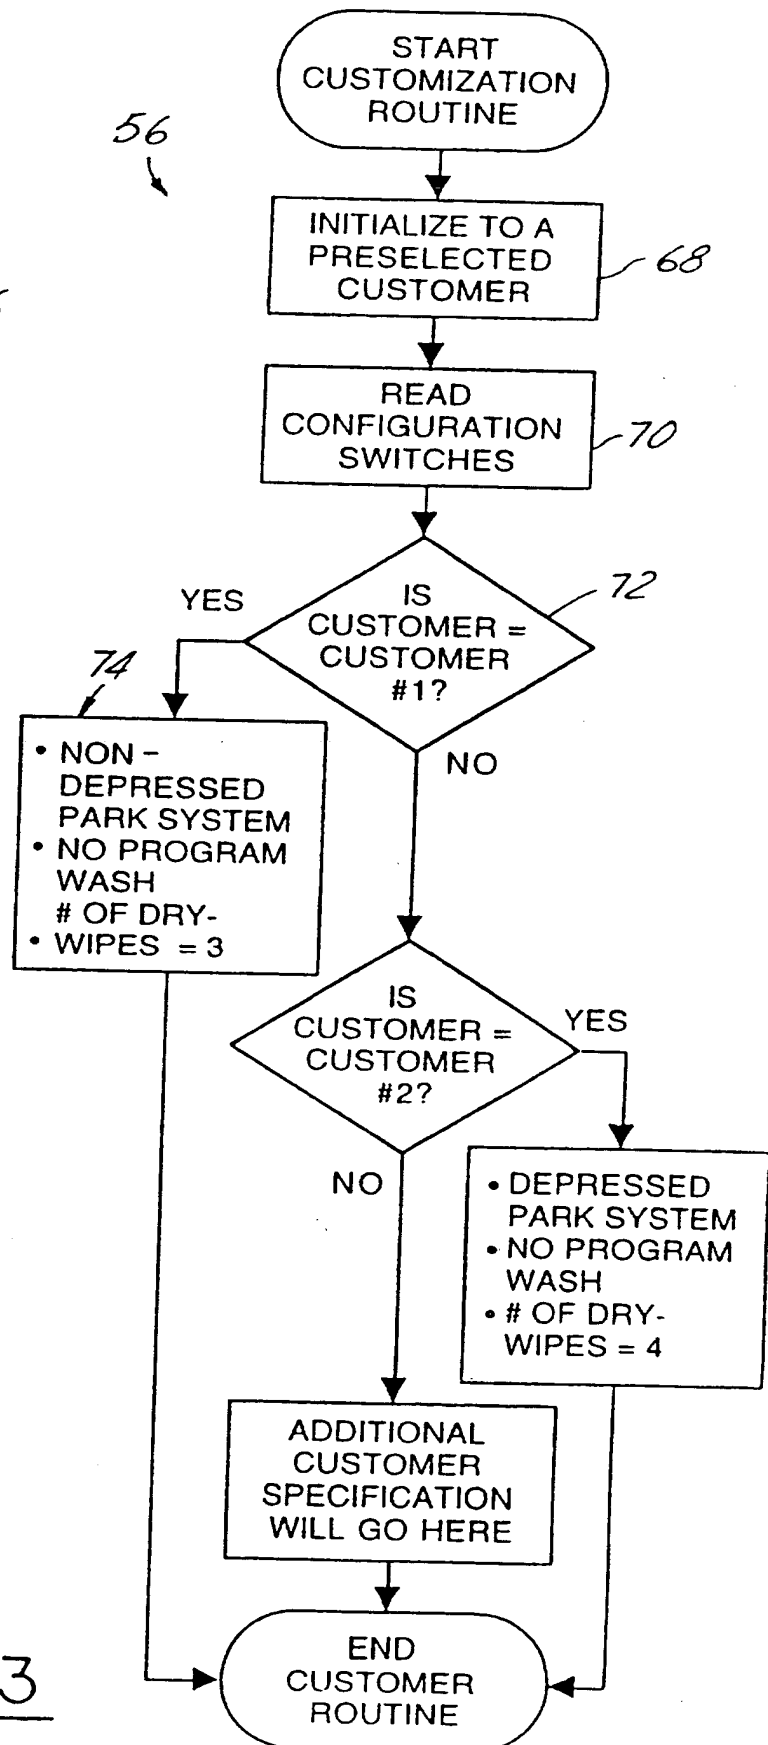 START
CUSTOMIZATION
ROUTINE
56
INITIALIZE TO A
PRESELECTED
CUSTOMER
68
READ
CONFIGURATION
SWITCHES
70
IS
CUSTOMER =
CUSTOMER
#1?
72
YES
NO
74
• NON-
DEPRESSED
PARK SYSTEM
• NO PROGRAM
WASH
# OF DRY-
• WIPES = 3
IS
CUSTOMER =
CUSTOMER
#2?
YES
NO
• DEPRESSED
PARK SYSTEM
• NO PROGRAM
WASH
• # OF DRY-
WIPES = 4
ADDITIONAL
CUSTOMER
SPECIFICATION
WILL GO HERE
END
CUSTOMER
ROUTINE
3